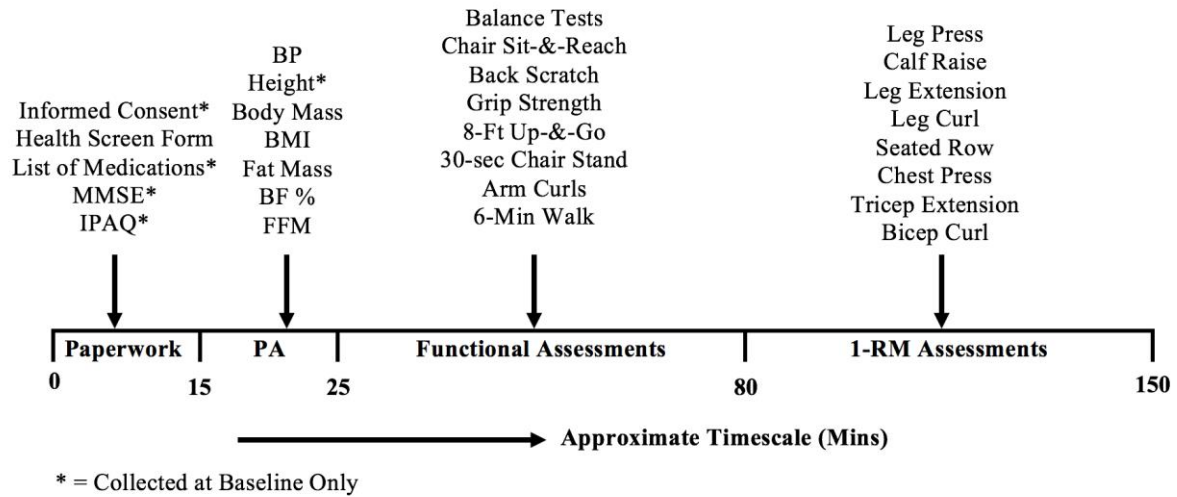 Informed Consent*
Health Screen Form
List of Medications*
MMSE*
IPAQ*
BP
Height*
Body Mass
BMI
Fat Mass
BF %
FFM
Balance Tests
Chair Sit-&-Reach
Back Scratch
Grip Strength
8-Ft Up-&-Go
30-sec Chair Stand
Arm Curls
6-Min Walk
Leg Press
Calf Raise
Leg Extension
Leg Curl
Seated Row
Chest Press
Tricep Extension
Bicep Curl
Paperwork
PA
Functional Assessments
1-RM Assessments
0
15
25
80
150
Approximate Timescale (Mins)
* = Collected at Baseline Only